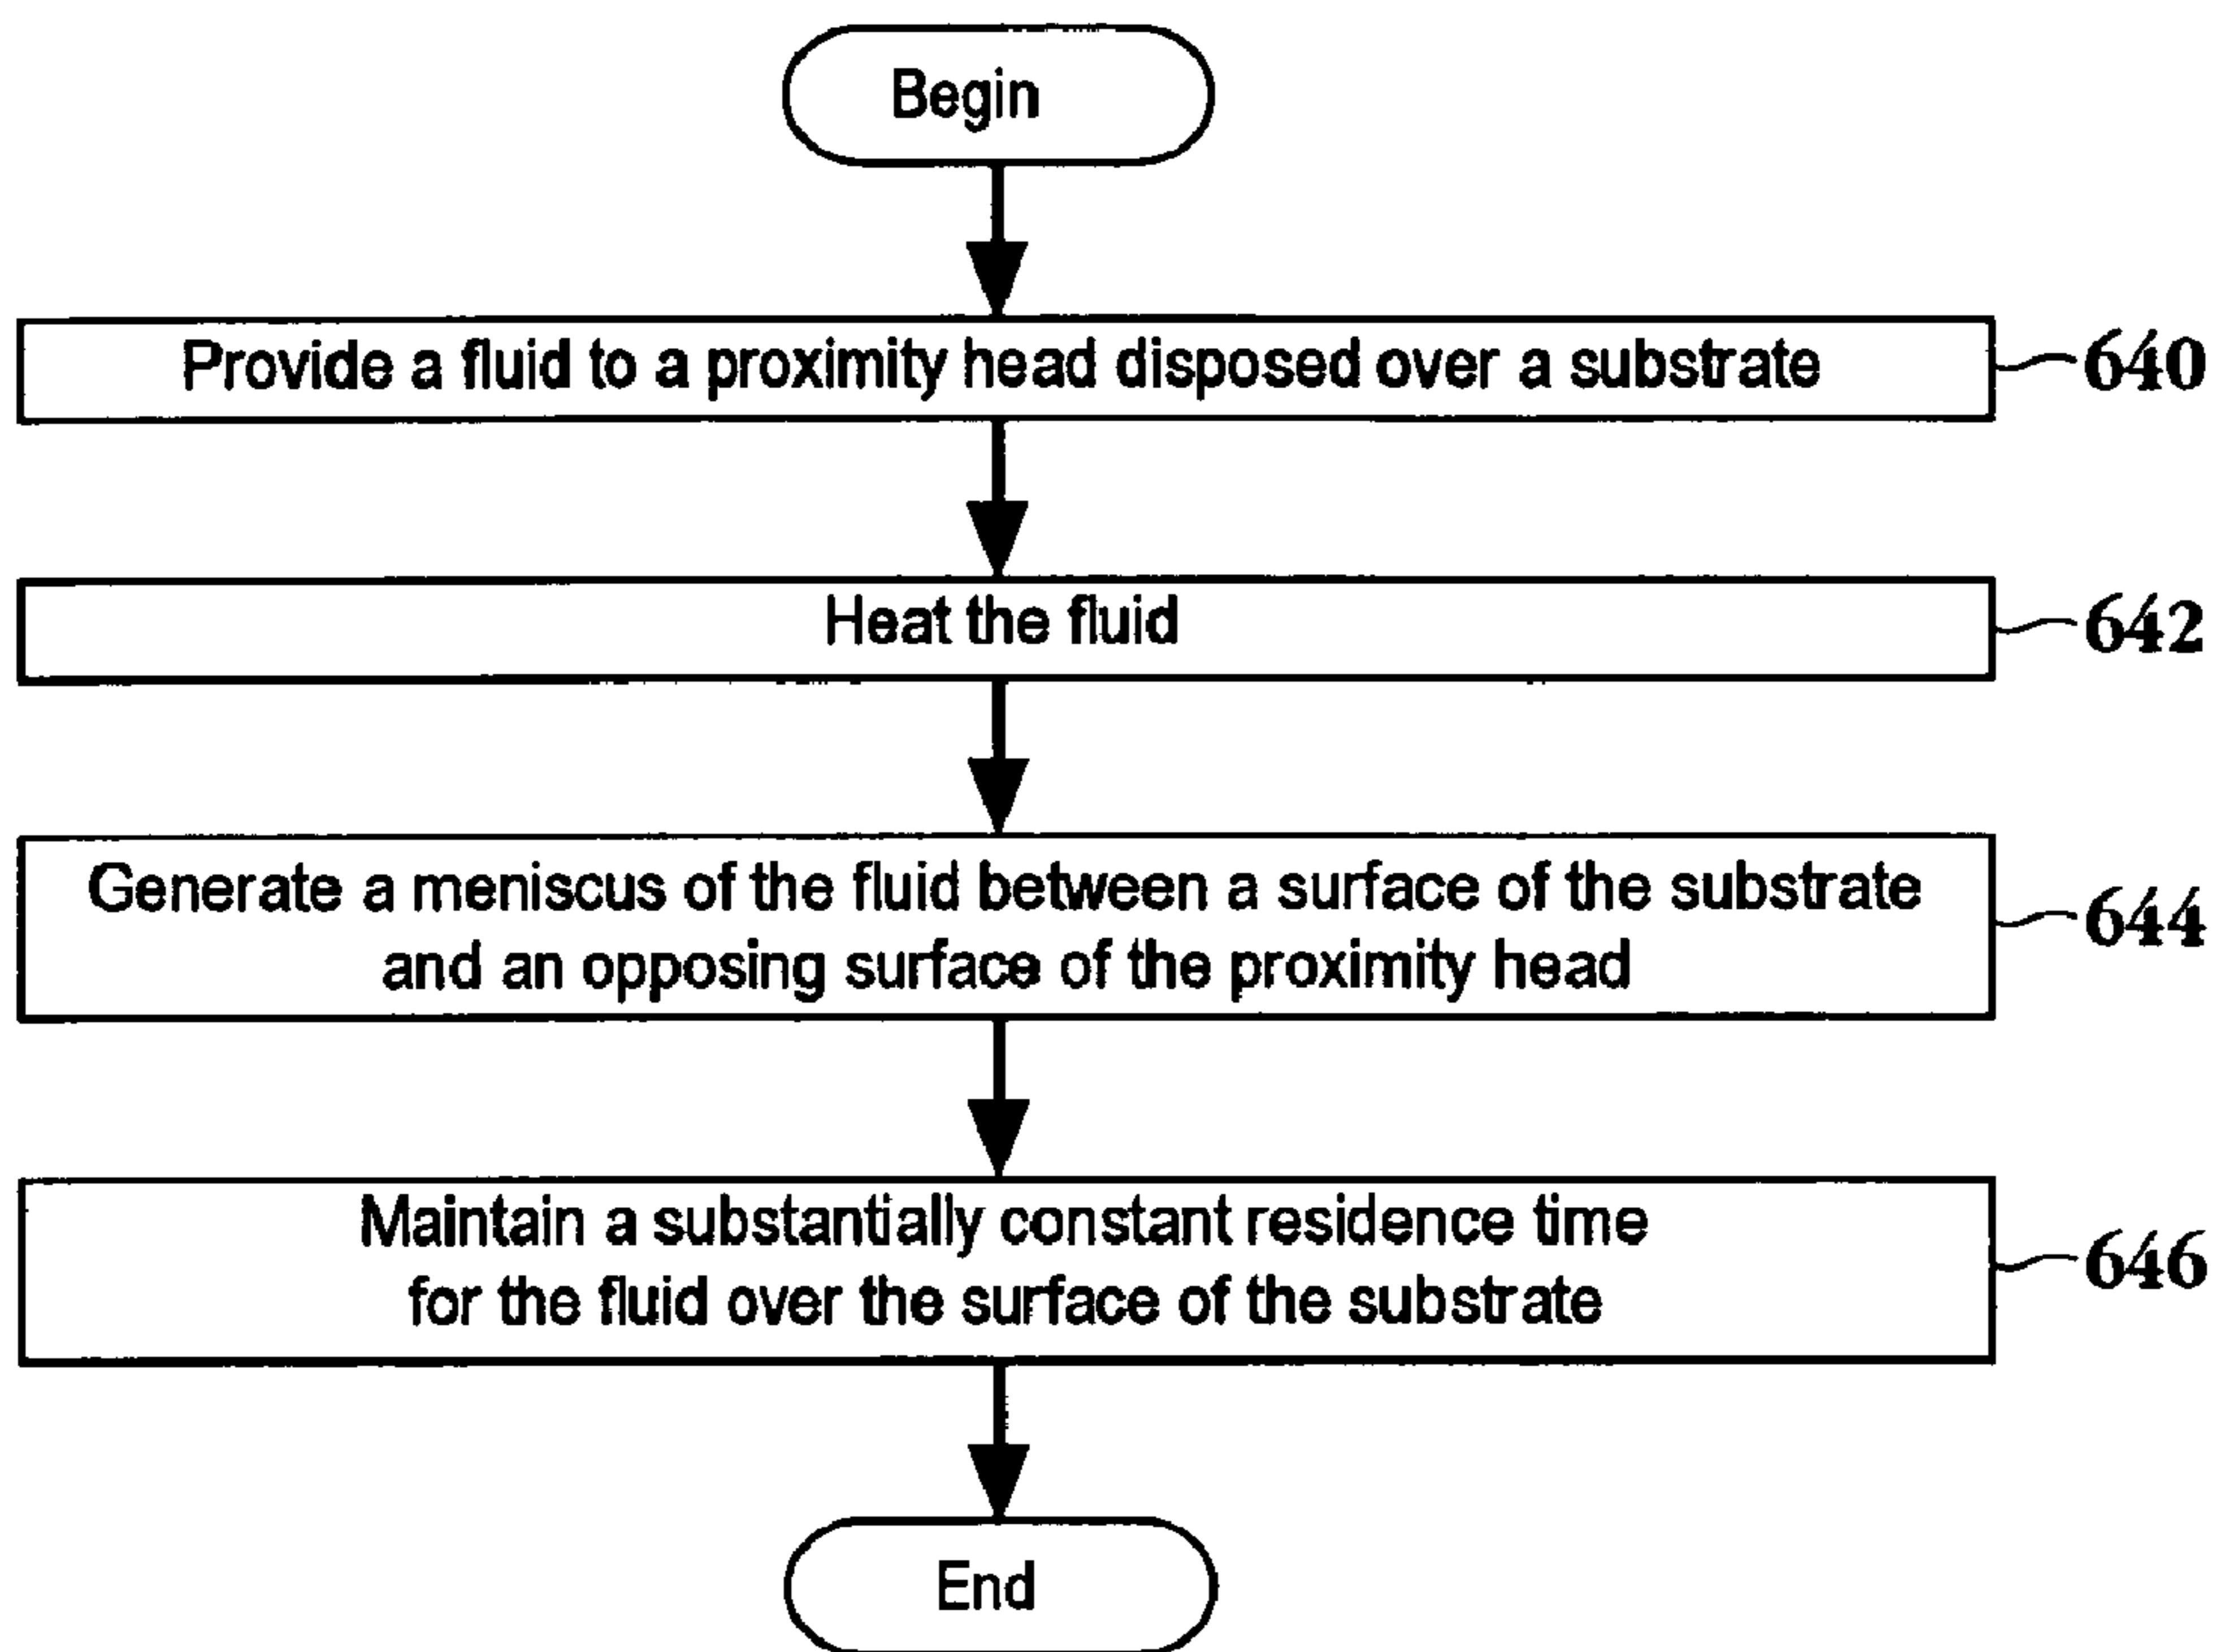 Begin
Provide a fluid to a proximity head disposed over a substrate
640
Heat the fluid
642
Generate a meniscus of the fluid between a surface of the substrate
and an opposing surface of the proximity head
644
Maintain a substantially constant residence time
for the fluid over the surface of the substrate
646
End